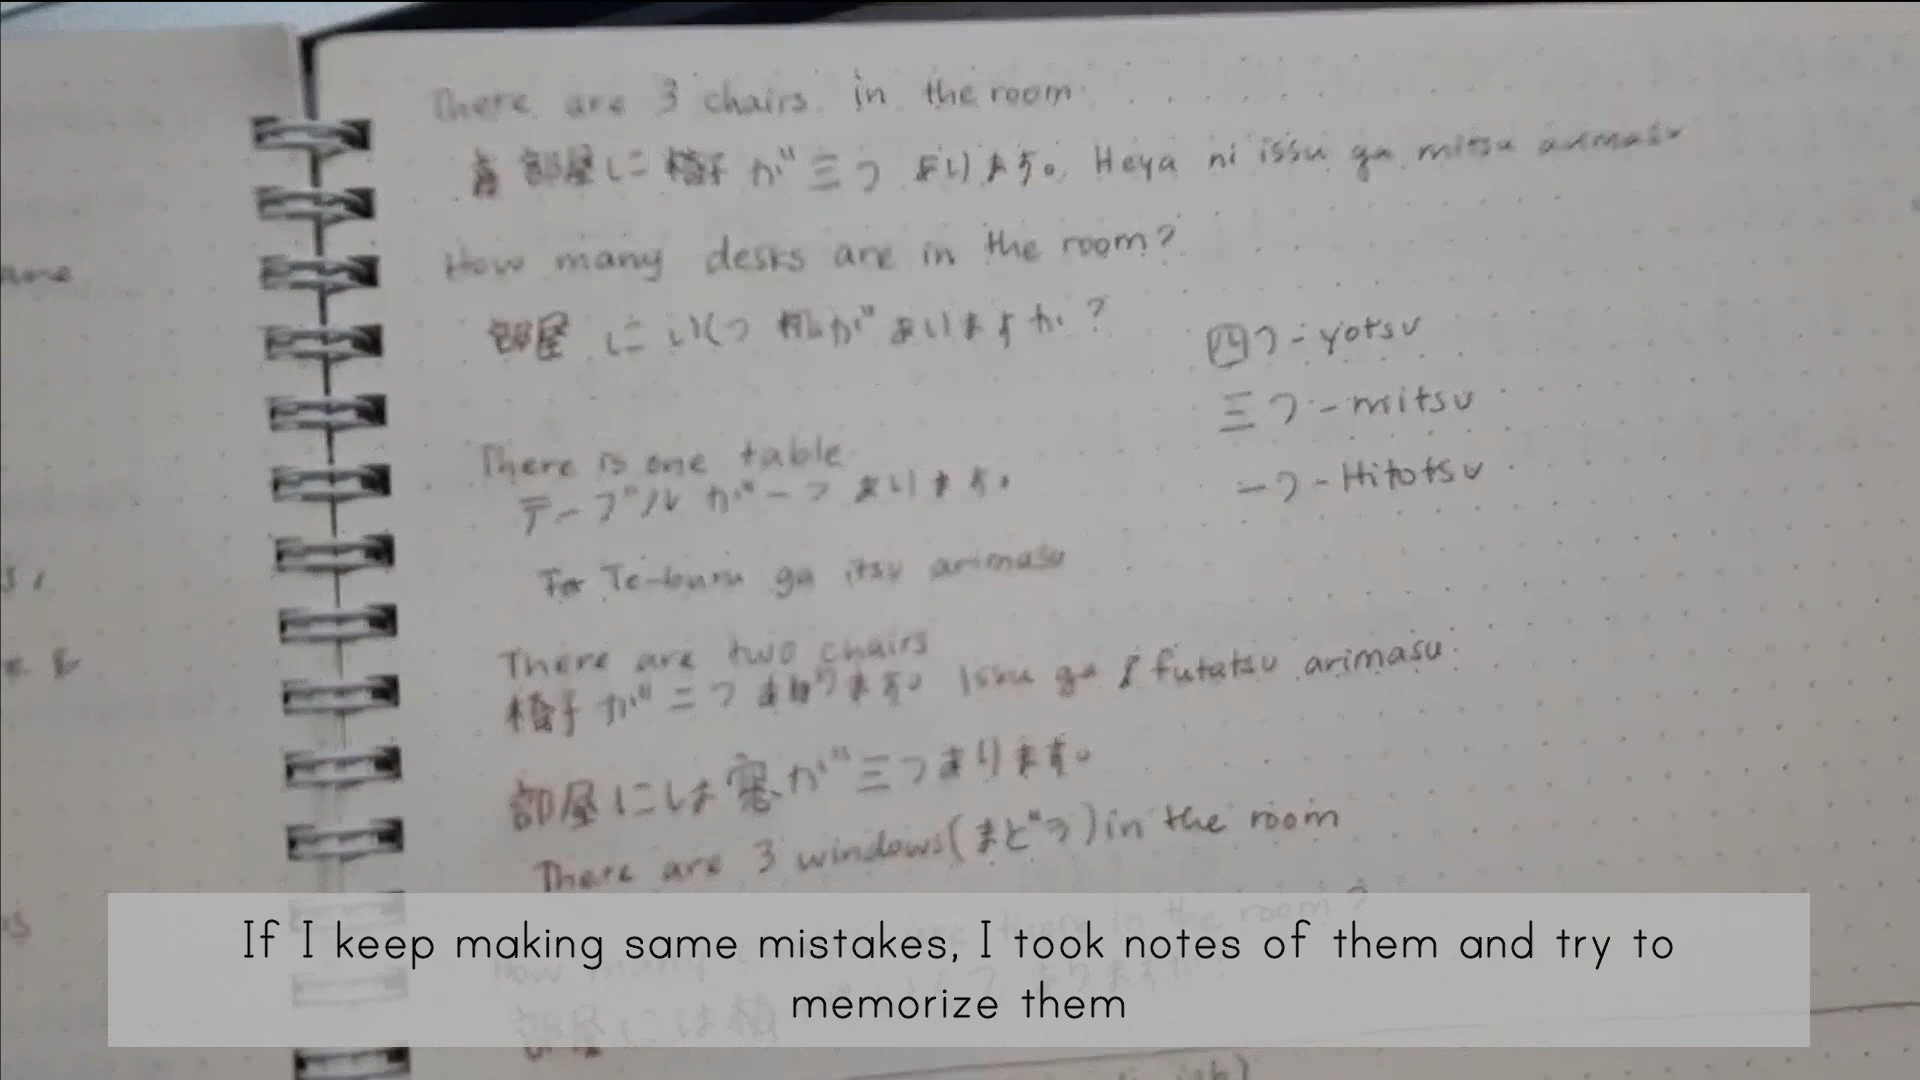 There are 3 chairs in the room
部屋に椅子が三つあります。 Heya ni issu ga mitsu arimasu
How many desks are in the room?
部屋にいくつ机がありますか?
四つ-yotsu
三つ-mitsu
一つ-Hitotsu
There is one table
テーブルが一つあります。
Te-buru ga itsu arimasu
There are two chairs
椅子が二つあります。 Issu ga futatsu arimasu
部屋には窓が三つあります。
There are 3 windows(まどう)in the room
If I keep making same mistakes, I took notes of them and try to
memorize them